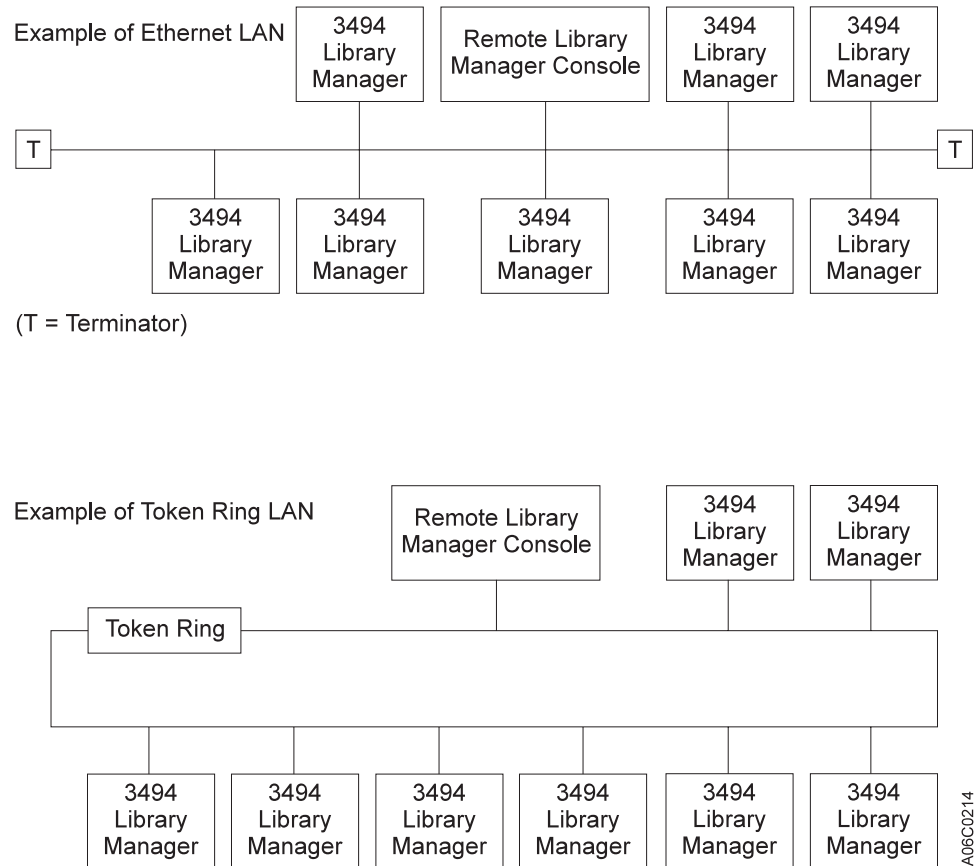 Example of Ethernet LAN
3494
Library
Manager
Remote Library
Manager Console
3494
Library
Manager
3494
Library
Manager
T
T
3494
Library
Manager
3494
Library
Manager
3494
Library
Manager
3494
Library
Manager
3494
Library
Manager
(T = Terminator)
Example of Token Ring LAN
Remote Library
Manager Console
3494
Library
Manager
3494
Library
Manager
Token Ring
3494
Library
Manager
3494
Library
Manager
3494
Library
Manager
3494
Library
Manager
3494
Library
Manager
3494
Library
Manager
A06C0214